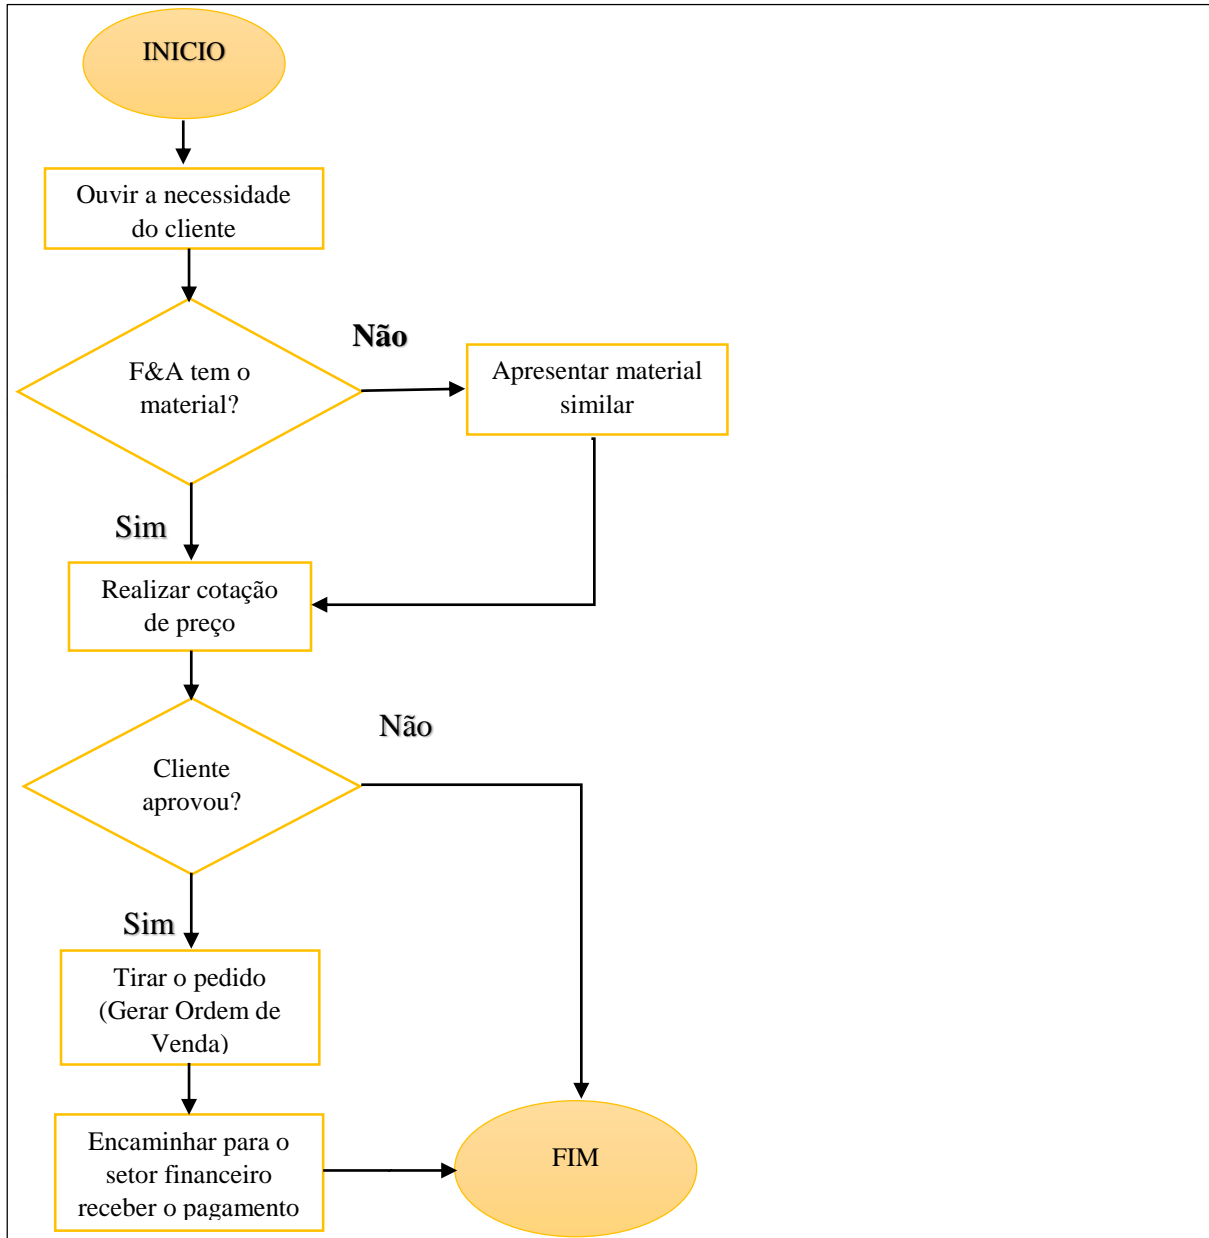 INICIO
Ouvir a necessidade
do cliente
Não
F&A tem o
material?
Apresentar material
similar
Sim
Realizar cotação
de preço
Não
Cliente
aprovou?
Sim
Tirar o pedido
(Gerar Ordem de
Venda)
Encaminhar para o
setor financeiro
receber o pagamento
FIM